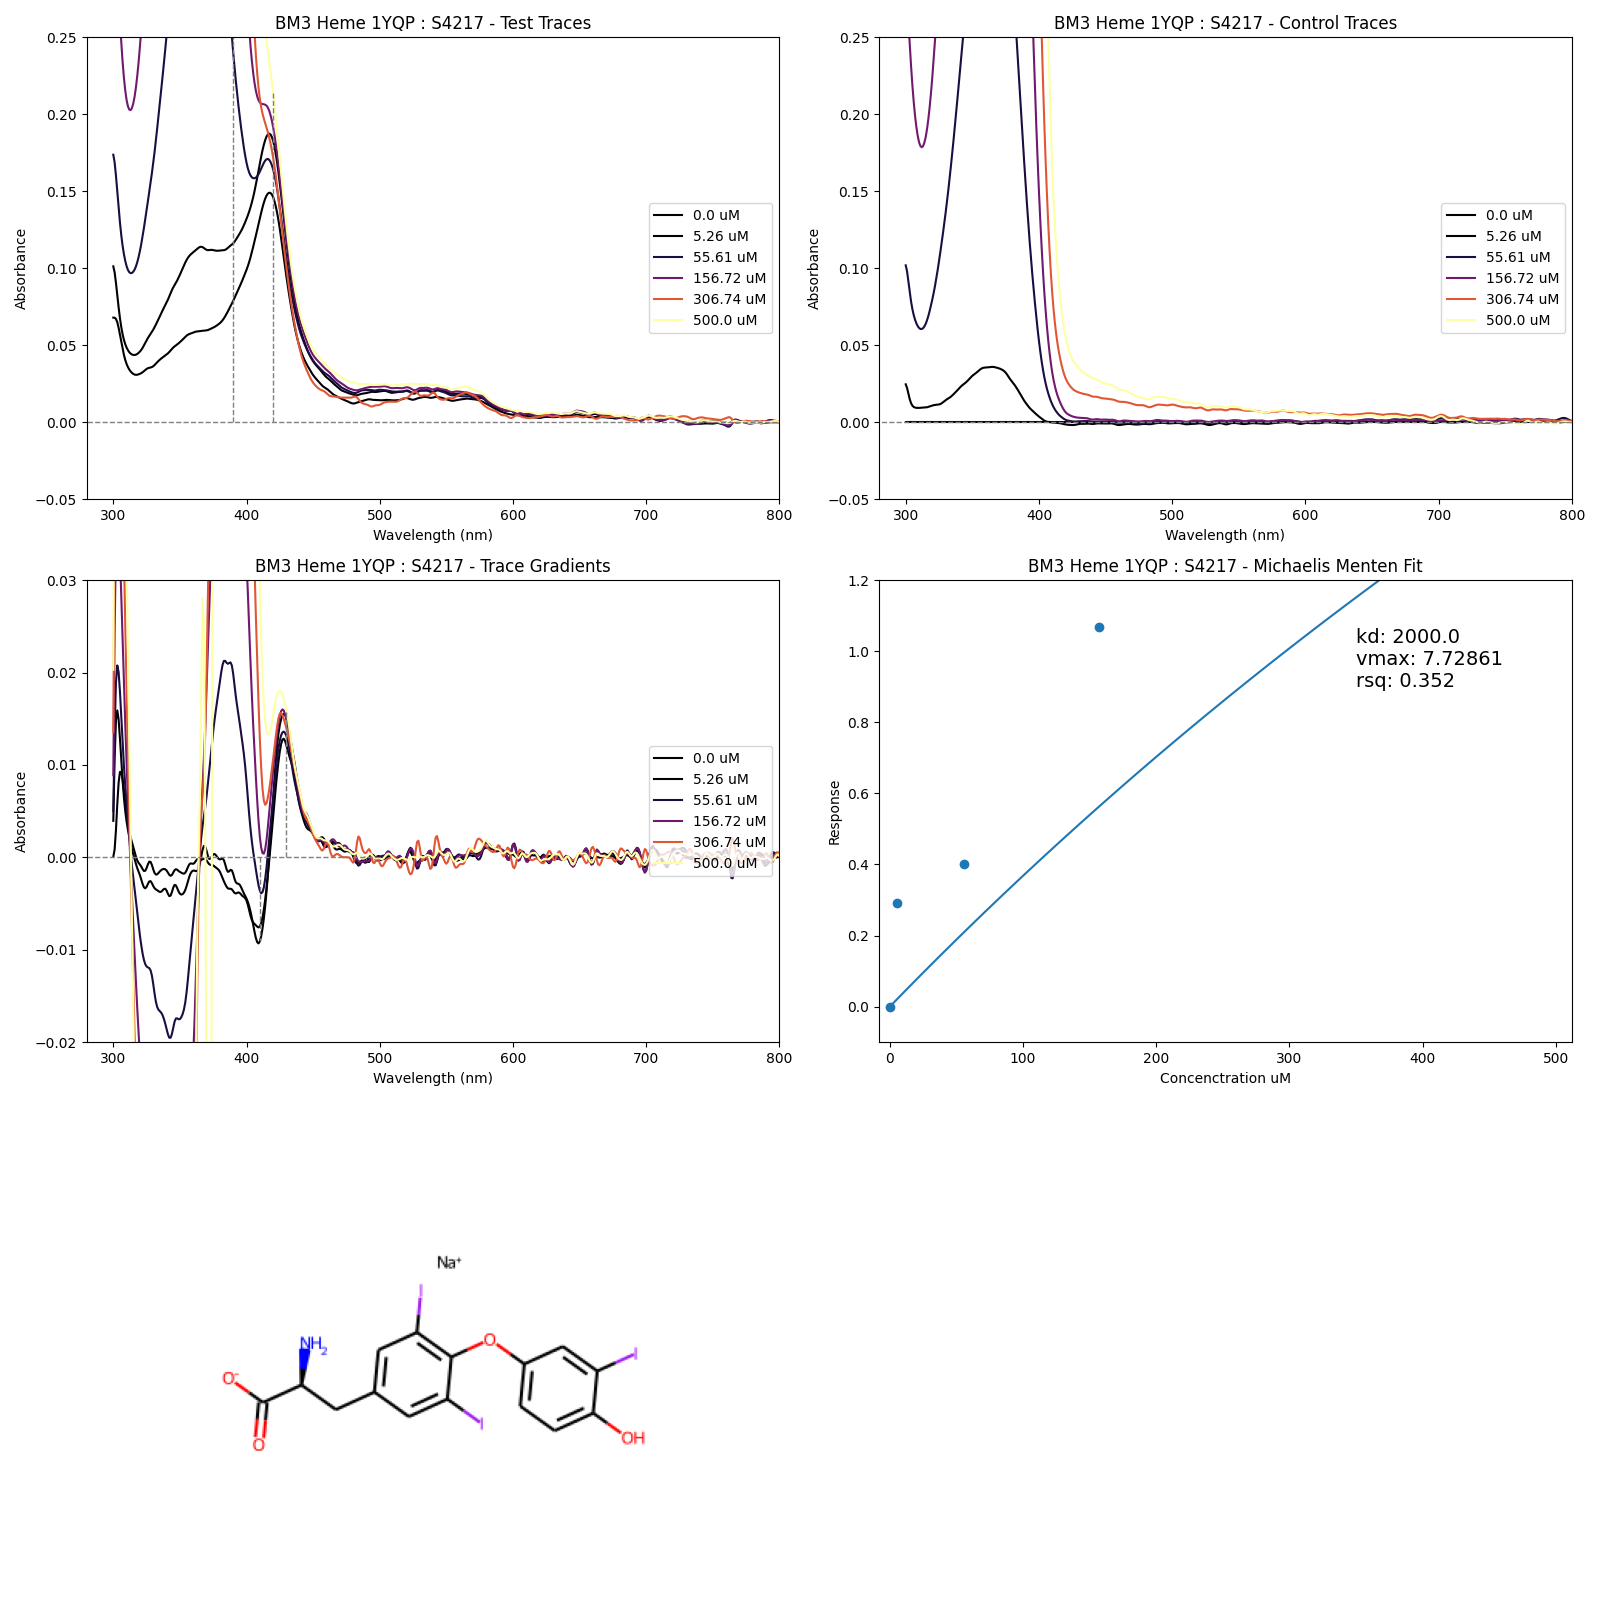 BM3 Heme 1YQP : S4217 - Test Traces
0.25
0.20
0.15
0.10
0.05
0.00
−0.05
Absorbance
300 400 500 600 700 800
Wavelength (nm)
0.0 uM
5.26 uM
55.61 uM
156.72 uM
306.74 uM
500.0 uM
BM3 Heme 1YQP : S4217 - Control Traces
0.25
0.20
0.15
0.10
0.05
0.00
−0.05
Absorbance
300 400 500 600 700 800
Wavelength (nm)
0.0 uM
5.26 uM
55.61 uM
156.72 uM
306.74 uM
500.0 uM
BM3 Heme 1YQP : S4217 - Trace Gradients
0.03
0.02
0.01
0.00
−0.01
−0.02
Absorbance
300 400 500 600 700 800
Wavelength (nm)
0.0 uM
5.26 uM
55.61 uM
156.72 uM
306.74 uM
500.0 uM
BM3 Heme 1YQP : S4217 - Michaelis Menten Fit
1.2
1.0
0.8
0.6
0.4
0.2
0.0
Response
0 100 200 300 400 500
Concenctration uM
kd: 2000.0
vmax: 7.72861
rsq: 0.352
Na⁺
I
NH₂
O
I
O⁻
I
O
OH